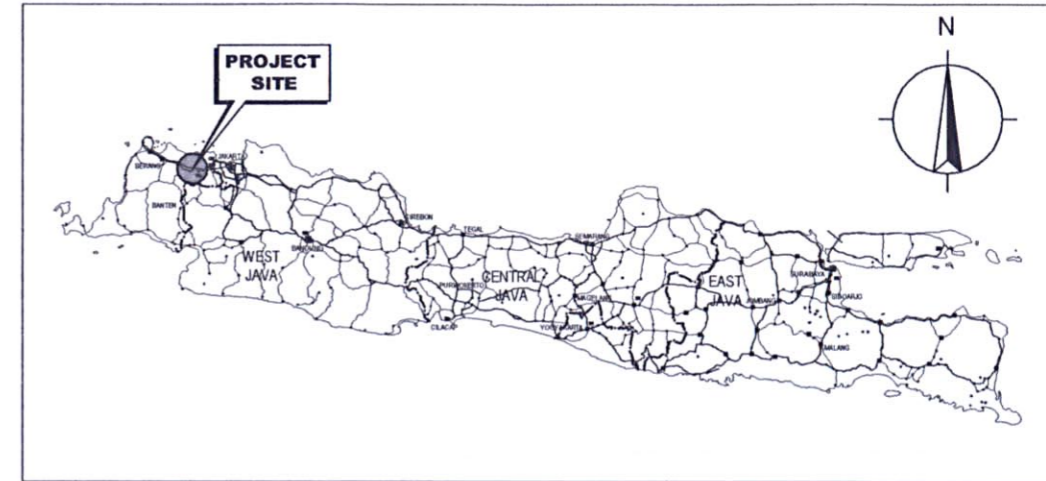 N
PROJECT
SITE
JAKARTA
SERANG
BANTEN
CIREBON
TEGAL
SEMARANG
BANDUNG
WEST
JAVA
CENTRAL
JAVA
PURWOKERTO
MAGELANG
EAST
JAVA
SURABAYA
SIDOARJO
JOMBANG
CILACAP
YOGYAKARTA
MALANG